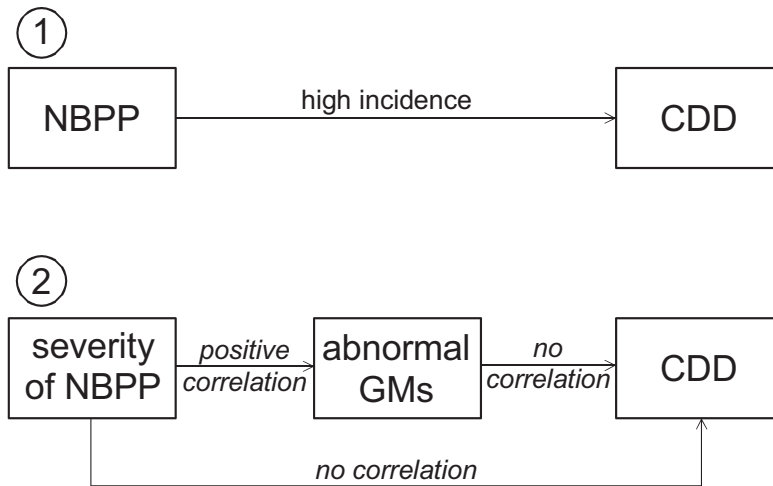 1
NBPP
high incidence
CDD
2
severity
of NBPP
positive
correlation
abnormal
GMs
no
correlation
CDD
no correlation